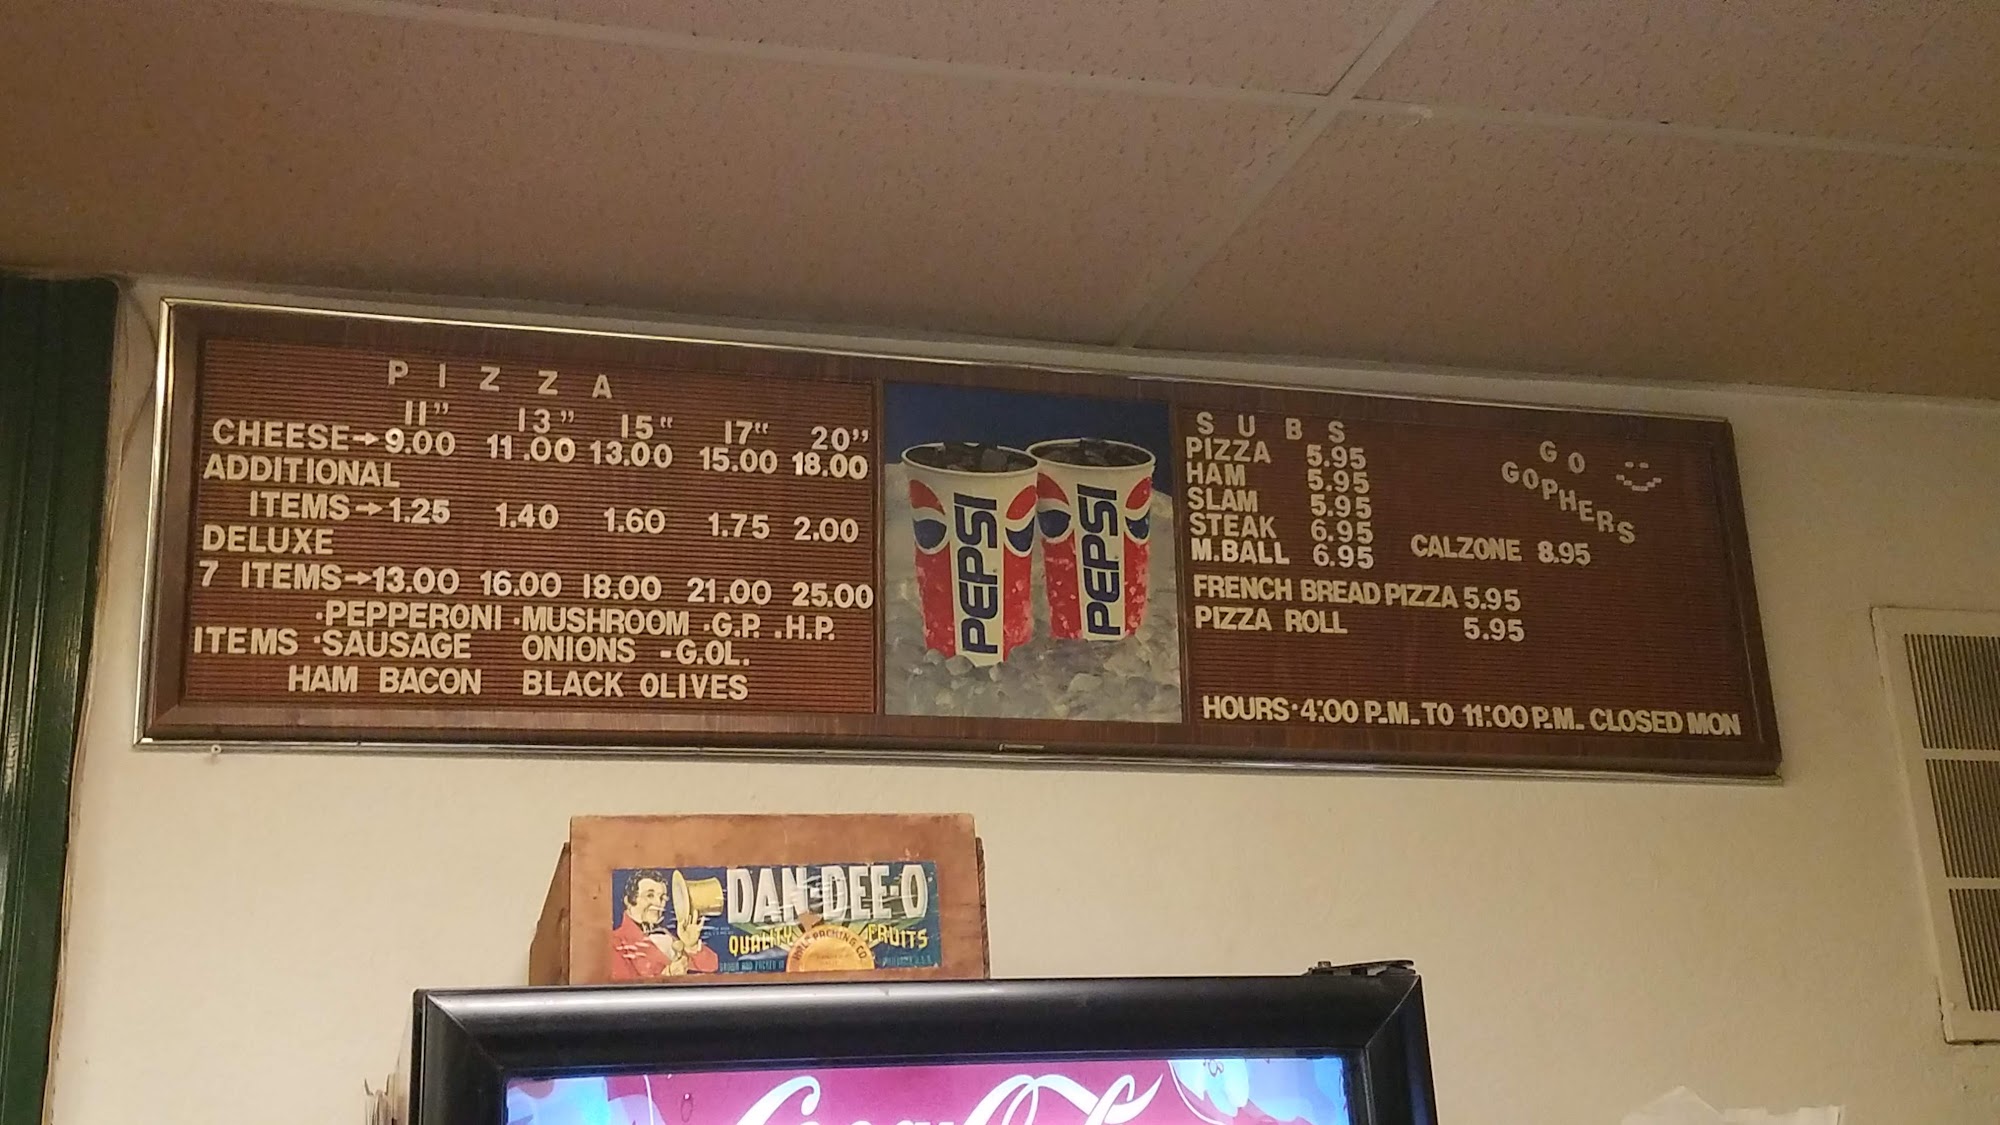 P I Z Z A
11" 13" 15" 17" 20"
CHEESE→9.00 11.00 13.00 15.00 18.00
ADDITIONAL
ITEMS→1.25 1.40 1.60 1.75 2.00
DELUXE
7 ITEMS→13.00 16.00 18.00 21.00 25.00
·PEPPERONI ·MUSHROOM .G.P. .H.P.
ITEMS ·SAUSAGE ONIONS -G.OL.
HAM BACON BLACK OLIVES
PEPSI
PEPSI
S U B S
PIZZA 5.95
HAM 5.95
SLAM 5.95
STEAK 6.95
M.BALL 6.95
GO
GOPHERS
CALZONE 8.95
FRENCH BREAD PIZZA 5.95
PIZZA ROLL 5.95
HOURS·4:00 P.M. TO 11:00 P.M. CLOSED MON
DAN-DEE-O
QUALITY FRUITS
PACKING CO.
Coca